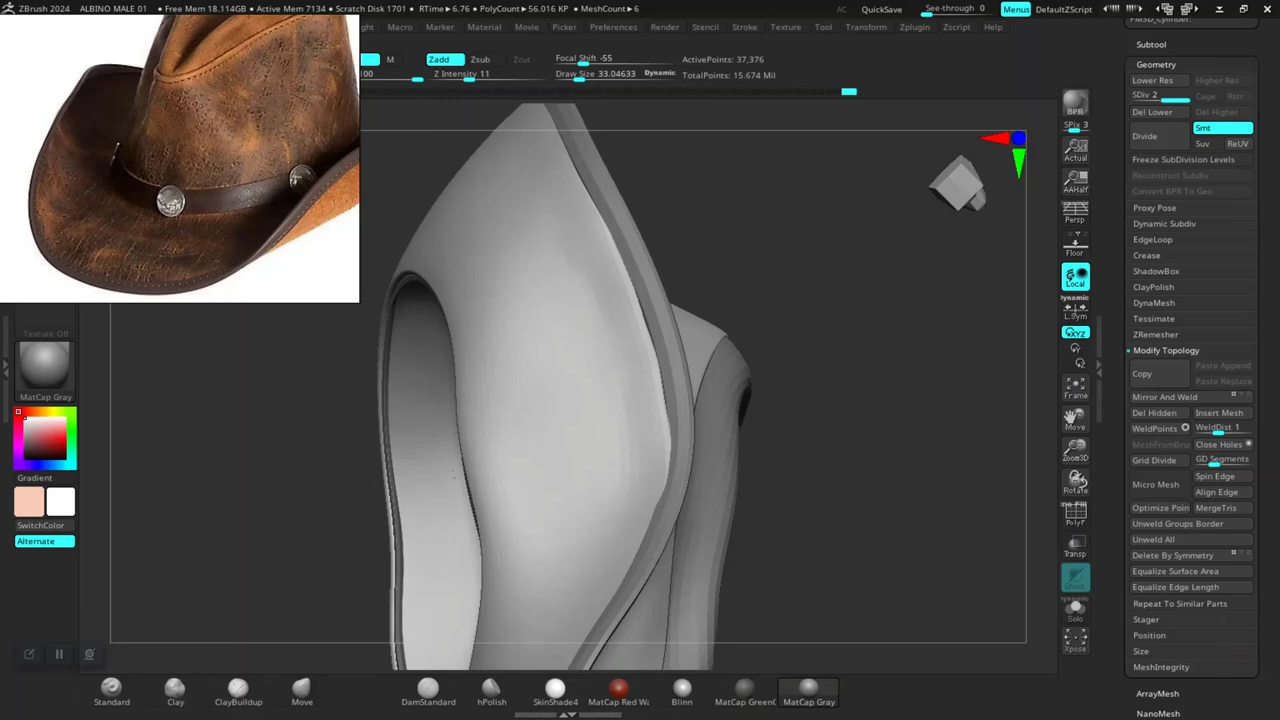 ZBrush 2024 ALBINO MALE 01 • Free Mem 18.114GB • Active Mem 7134 • Scratch Disk 1701 • RTime▸6.76 • PolyCount▸56.016 KP • MeshCount▸6 AC QuickSave See-through 0 Menus DefaultZScript
ght Macro Marker Material Movie Picker Preferences Render Stencil Stroke Texture Tool Transform Zplugin Zscript Help
M Zadd Zsub Zcut Focal Shift -55 ActivePoints: 37,376
100 Z Intensity 11 Draw Size 33.04633 Dynamic TotalPoints: 15.674 Mil
Texture Off
MatCap Gray
Gradient
SwitchColor
Alternate
BPR
SPix 3
Actual
AAHalf
Persp
Floor
Local
Dynamic
L.Sym
XYZ
Frame
Move
Zoom3D
Rotate
PolyF
Transp
Ghost
Dynamic
Solo
Xpose
Subtool
Geometry
Lower Res Higher Res
SDiv 2 Cage Rstr
Del Lower Del Higher
Divide Smt
Suv ReUV
Freeze SubDivision Levels
Reconstruct Subdiv
Convert BPR To Geo
Proxy Pose
Dynamic Subdiv
EdgeLoop
Crease
ShadowBox
ClayPolish
DynaMesh
Tessimate
ZRemesher
Modify Topology
Copy Paste Append
Paste Replace
Mirror And Weld
Del Hidden Insert Mesh
WeldPoints WeldDist 1
MeshFromBru Close Holes
Grid Divide GD Segments
Micro Mesh Spin Edge
Align Edge
Optimize Poin MergeTris
Unweld Groups Border
Unweld All
Delete By Symmetry
Equalize Surface Area
Equalize Edge Length
Repeat To Similar Parts
Stager
Position
Size
MeshIntegrity
ArrayMesh
NanoMesh
Standard Clay ClayBuildup Move DamStandard hPolish SkinShade4 MatCap Red Wa Blinn MatCap GreenC MatCap Gray